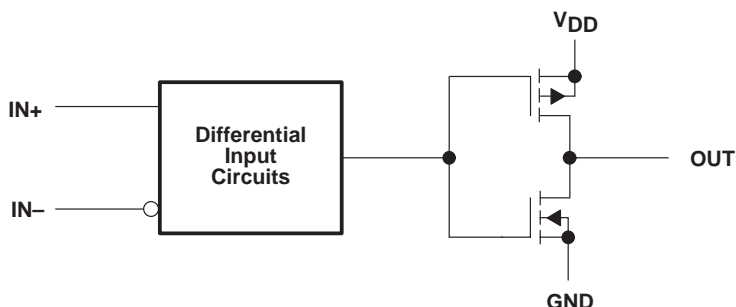 VDD
IN+
Differential
Input
Circuits
OUT
IN–
GND